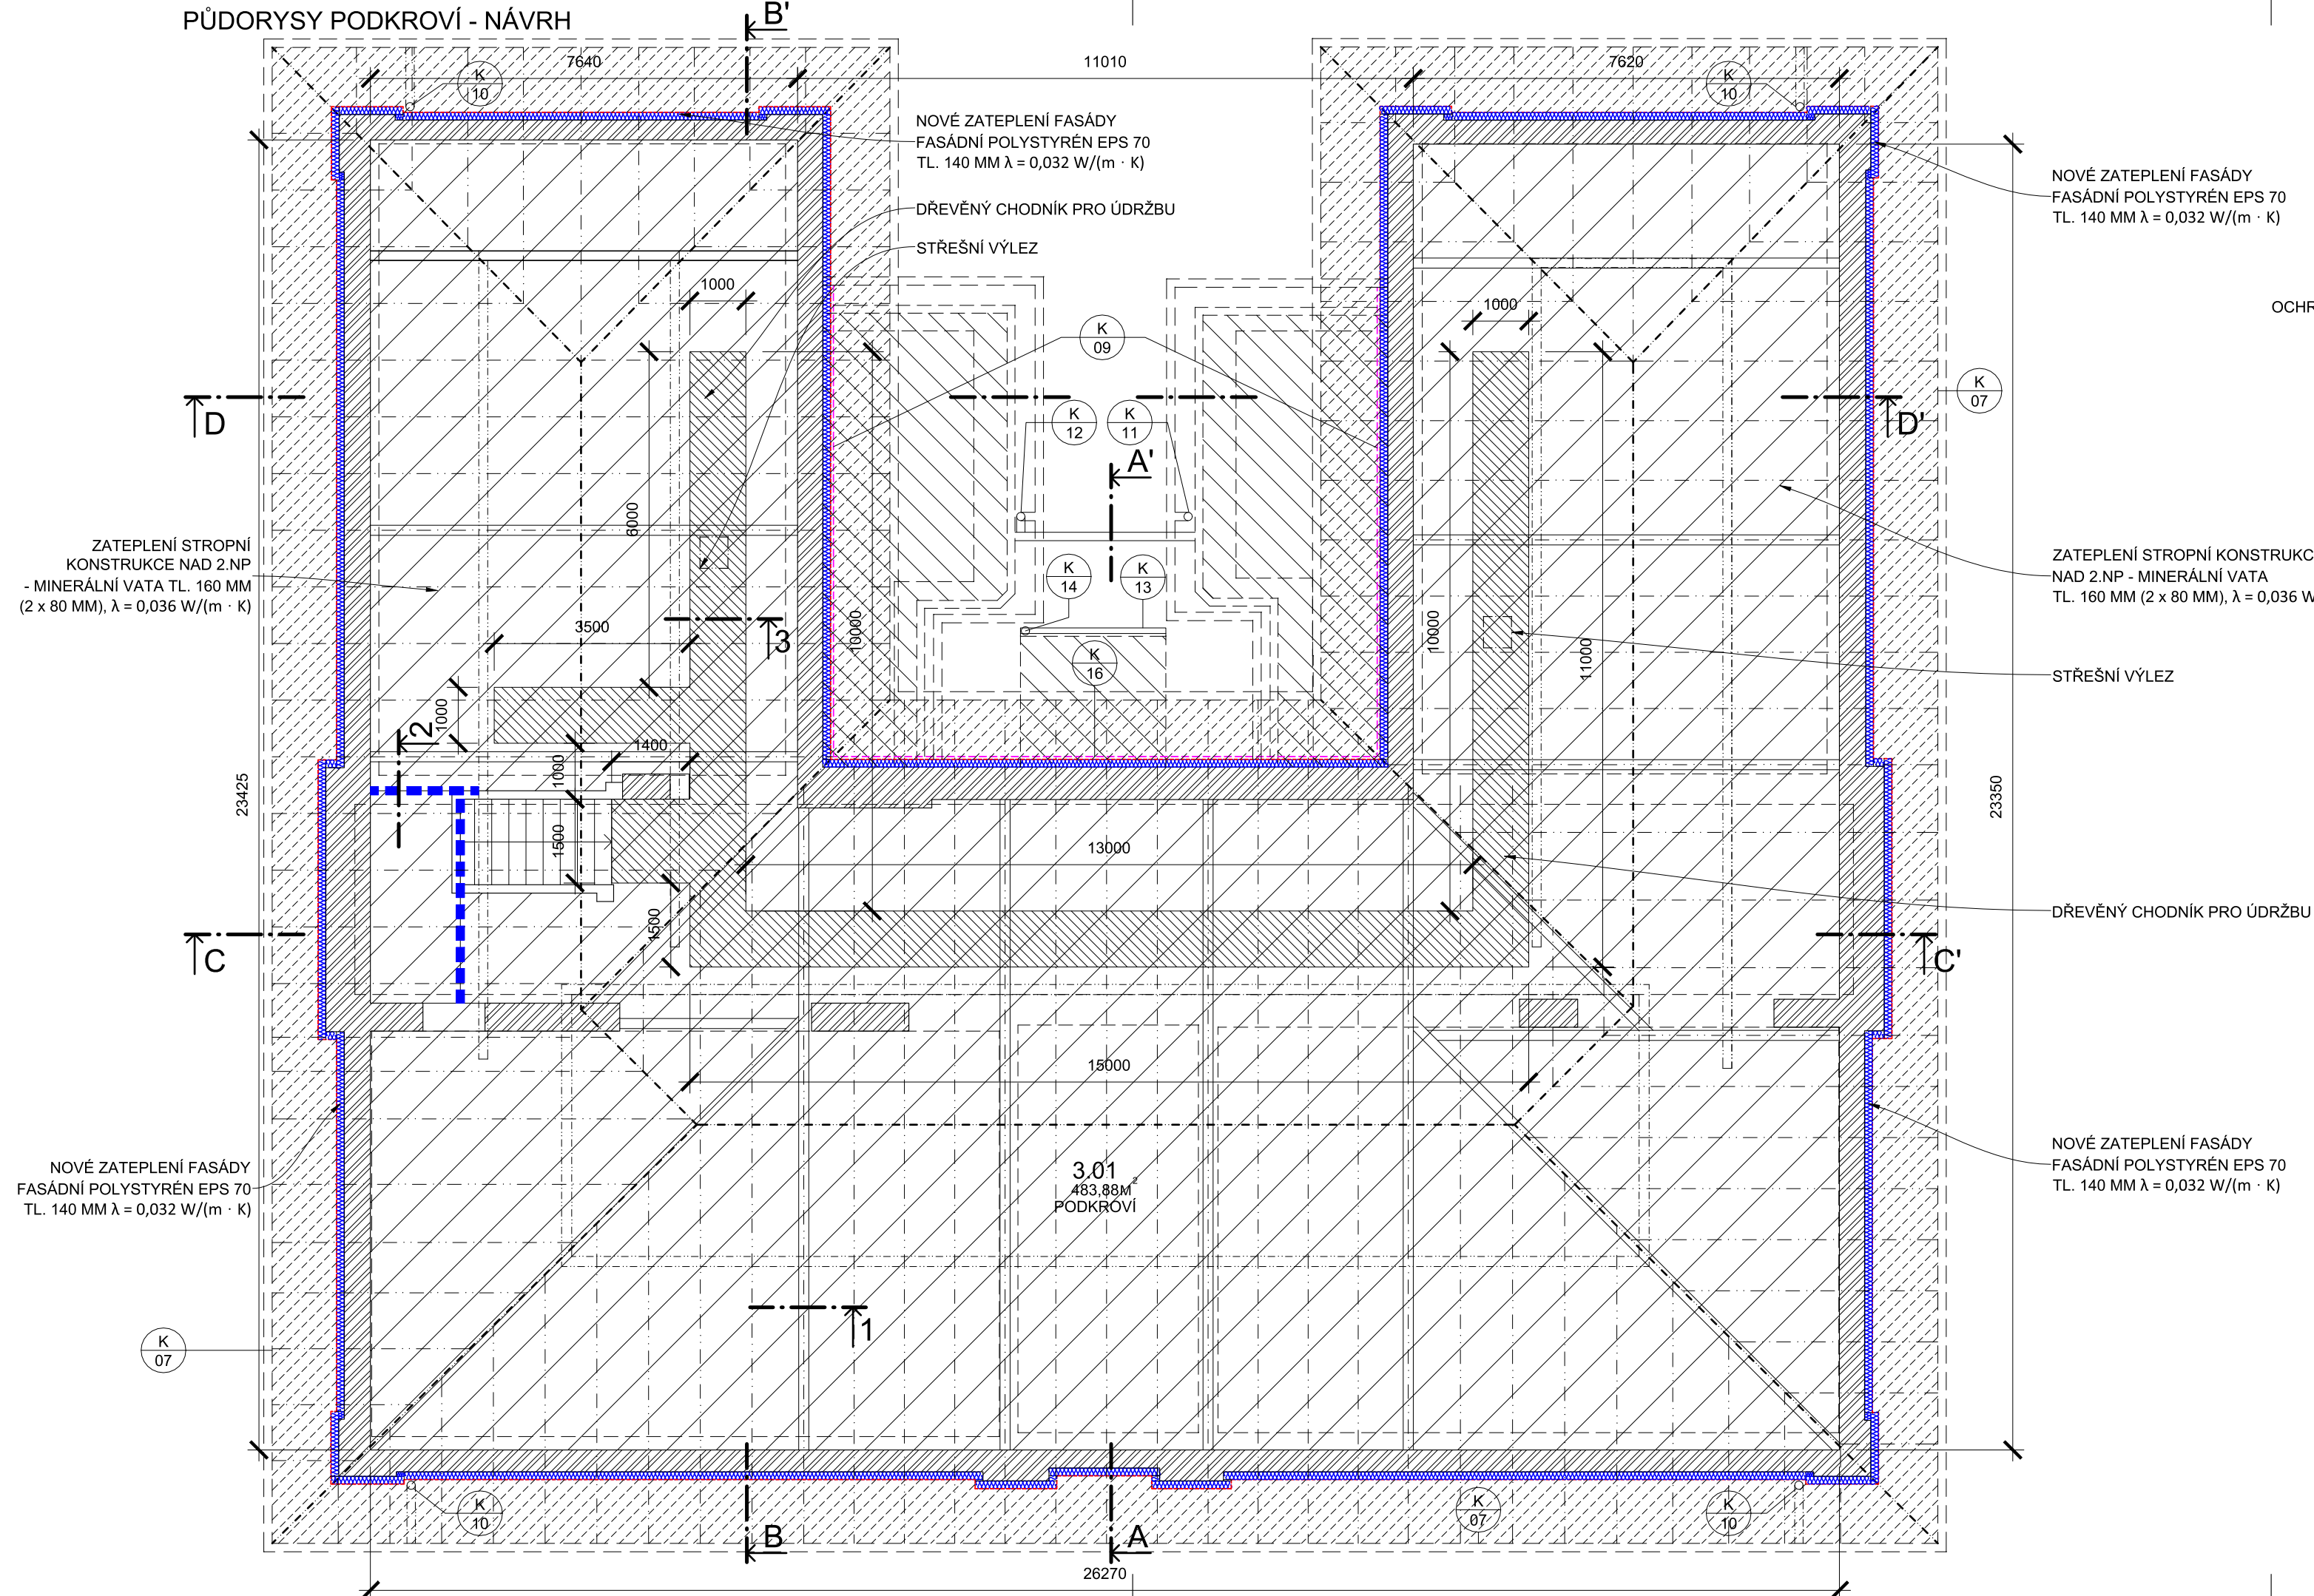 PŮDORYSY PODKROVÍ - NÁVRH
B'
7640
11010
7620
K
10
K
10
NOVÉ ZATEPLENÍ FASÁDY
FASÁDNÍ POLYSTYRÉN EPS 70
TL. 140 MM λ = 0,032 W/(m · K)
NOVÉ ZATEPLENÍ FASÁDY
FASÁDNÍ POLYSTYRÉN EPS 70
TL. 140 MM λ = 0,032 W/(m · K)
DŘEVĚNÝ CHODNÍK PRO ÚDRŽBU
STŘEŠNÍ VÝLEZ
1000
1000
OCHR
K
09
K
07
D
D'
K
12
K
11
A'
6000
ZATEPLENÍ STROPNÍ
KONSTRUKCE NAD 2.NP
- MINERÁLNÍ VATA TL. 160 MM
(2 x 80 MM), λ = 0,036 W/(m · K)
ZATEPLENÍ STROPNÍ KONSTRUKC
NAD 2.NP - MINERÁLNÍ VATA
TL. 160 MM (2 x 80 MM), λ = 0,036 W
K
14
K
13
3500
3
10000
10000
11000
K
16
STŘEŠNÍ VÝLEZ
1000
2
1400
1000
23425
23350
1500
13000
1500
DŘEVĚNÝ CHODNÍK PRO ÚDRŽBU
C
C'
15000
NOVÉ ZATEPLENÍ FASÁDY
FASÁDNÍ POLYSTYRÉN EPS 70
TL. 140 MM λ = 0,032 W/(m · K)
NOVÉ ZATEPLENÍ FASÁDY
FASÁDNÍ POLYSTYRÉN EPS 70
TL. 140 MM λ = 0,032 W/(m · K)
3.01
483,88M²
PODKROVÍ
1
K
07
K
10
K
07
K
10
B
A
26270